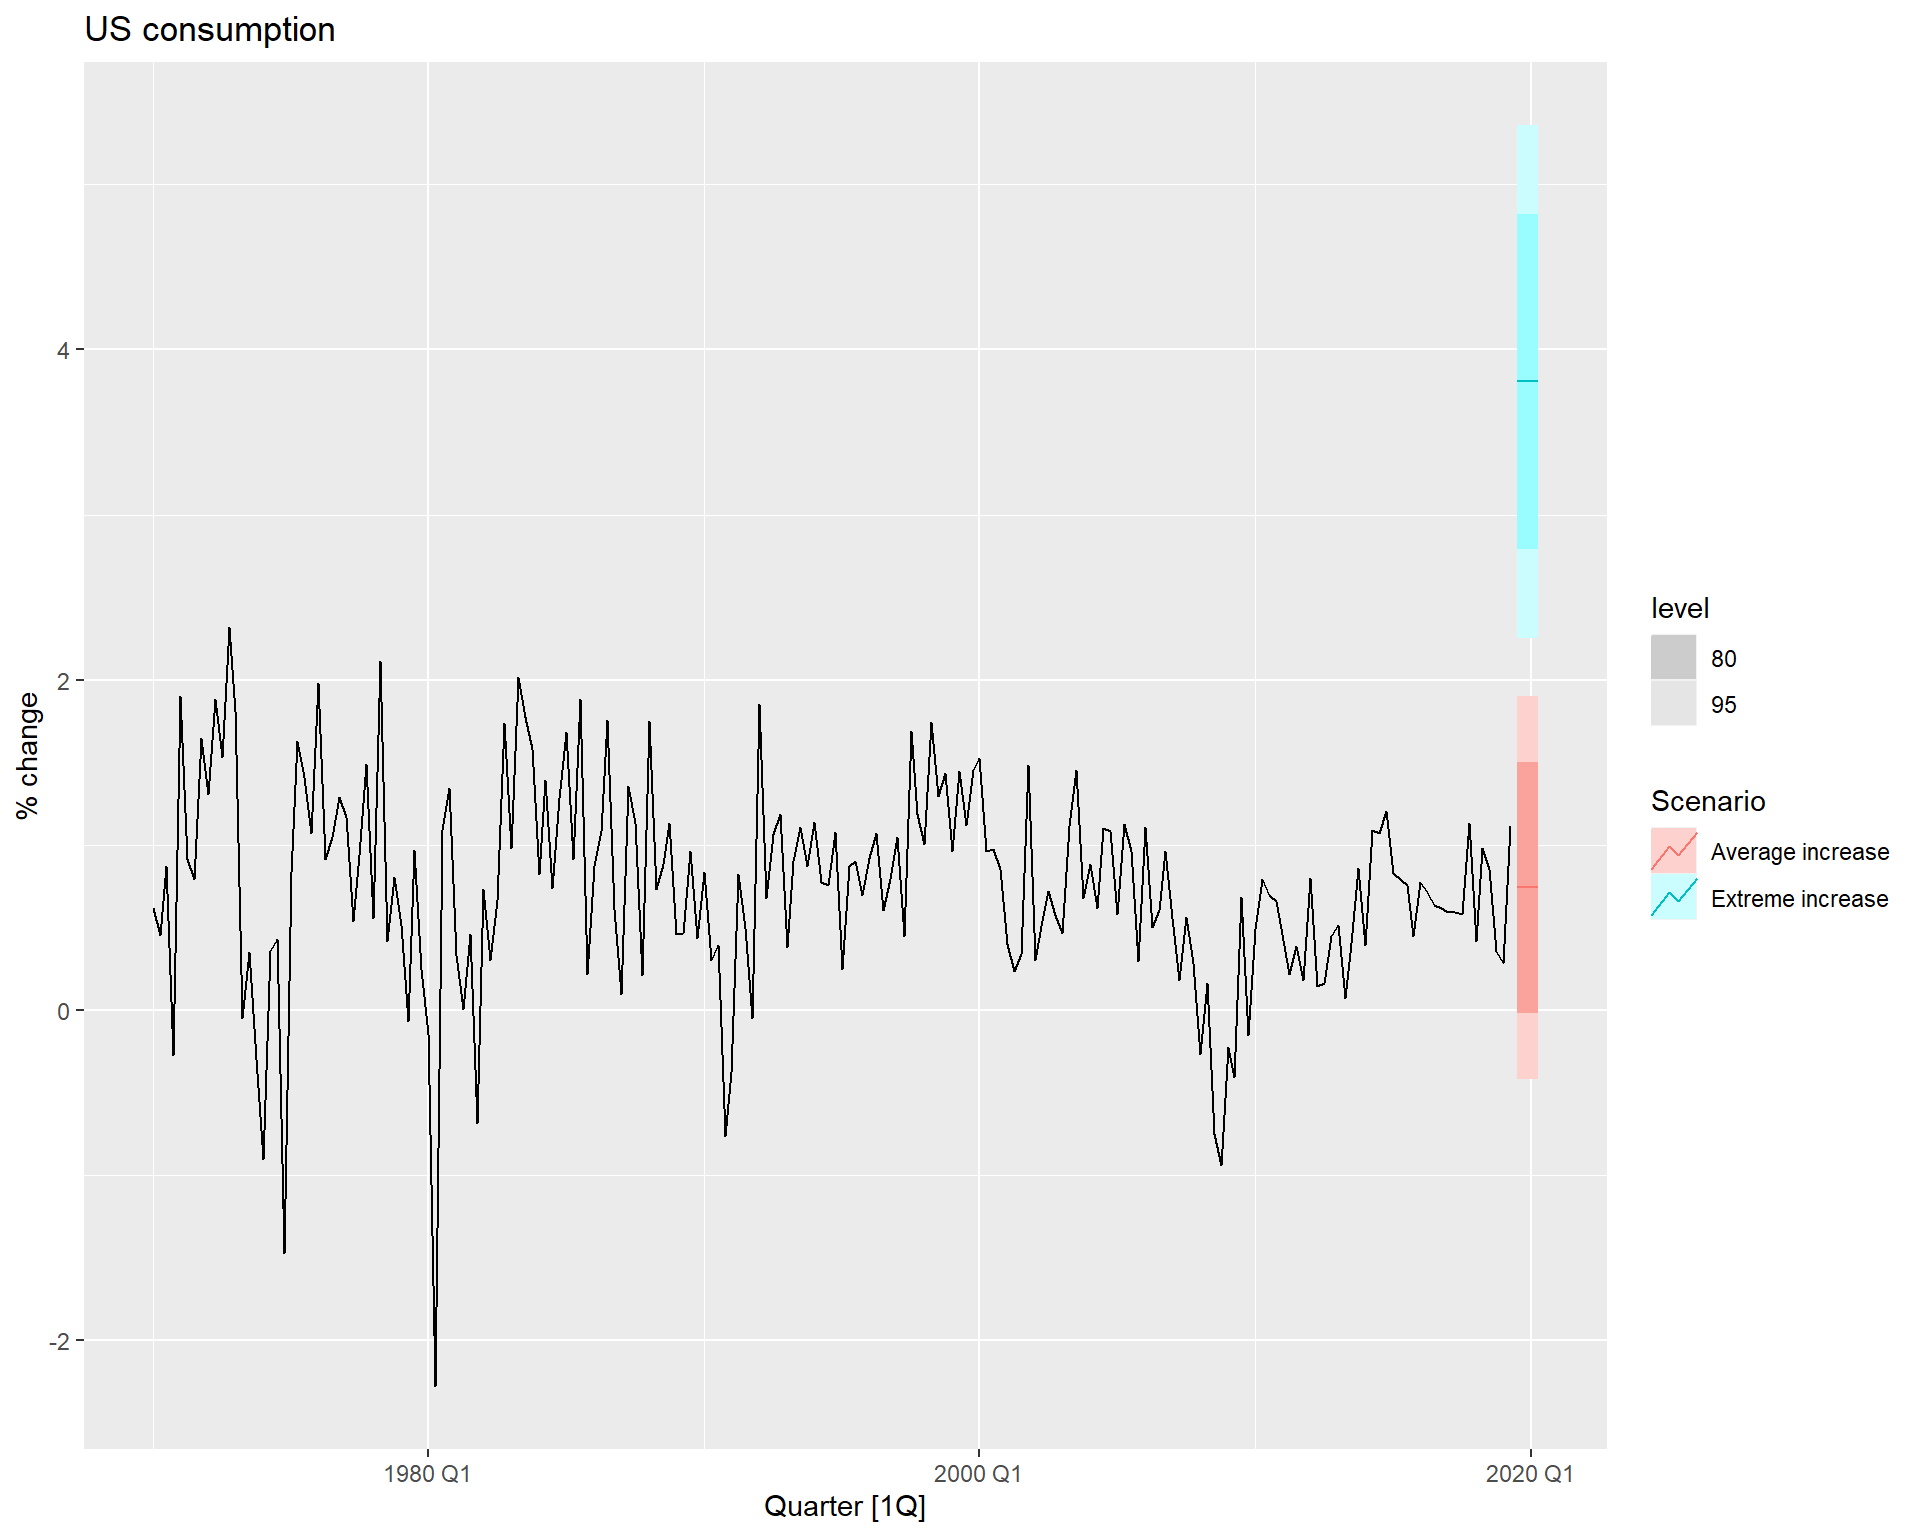 US consumption
% change
4
2
0
-2
1980 Q1
2000 Q1
2020 Q1
Quarter [1Q]
level
80
95
Scenario
Average increase
Extreme increase